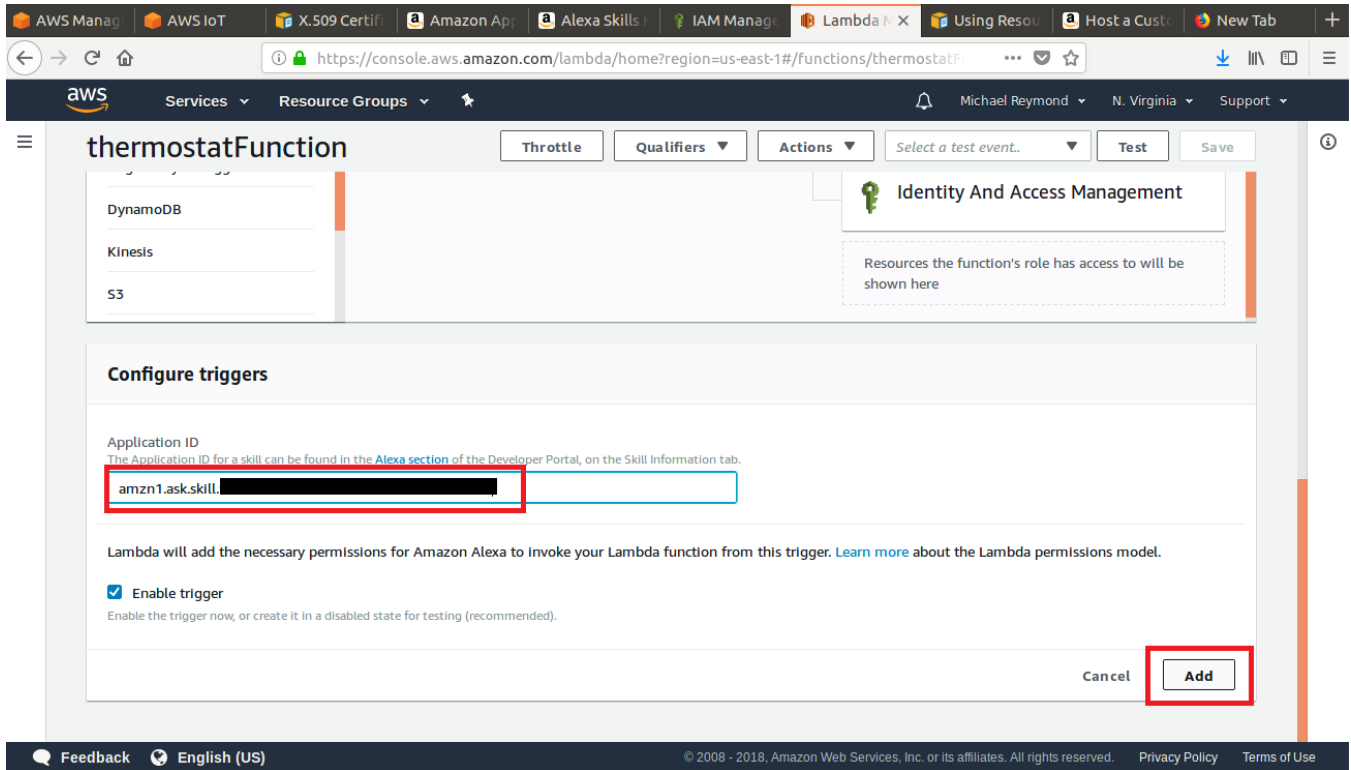 AWS Manag AWS IoT X.509 Certifi Amazon App Alexa Skills IAM Manage Lambda Using Resou Host a Custo New Tab
https://console.aws.amazon.com/lambda/home?region=us-east-1#/functions/thermostatF
aws Services Resource Groups Michael Reymond N. Virginia Support
thermostatFunction Throttle Qualifiers Actions Select a test event.. Test Save
Identity And Access Management
DynamoDB
Kinesis
Resources the function's role has access to will be
shown here
S3
Configure triggers
Application ID
The Application ID for a skill can be found in the Alexa section of the Developer Portal, on the Skill Information tab.
amzn1.ask.skill.
Lambda will add the necessary permissions for Amazon Alexa to invoke your Lambda function from this trigger. Learn more about the Lambda permissions model.
Enable trigger
Enable the trigger now, or create it in a disabled state for testing (recommended).
Cancel Add
Feedback English (US) © 2008 - 2018, Amazon Web Services, Inc. or its affiliates. All rights reserved. Privacy Policy Terms of Use